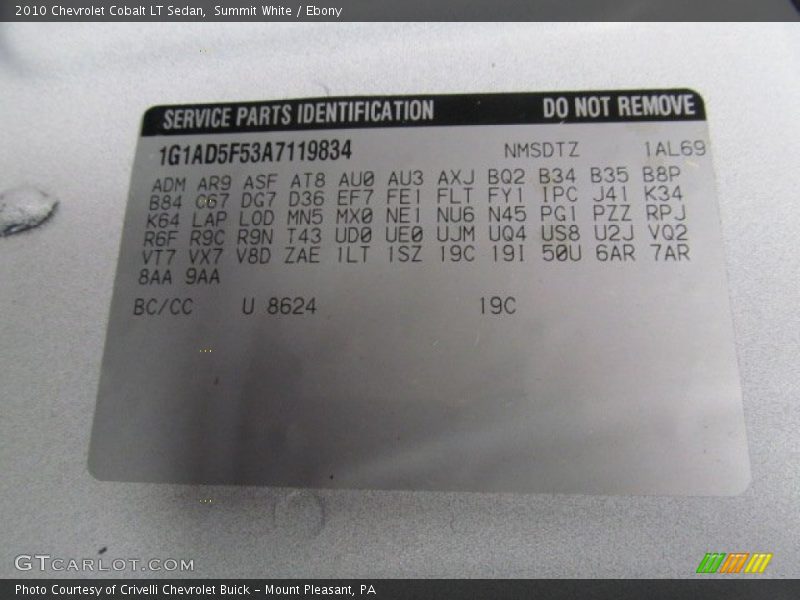 2010 Chevrolet Cobalt LT Sedan, Summit White / Ebony
SERVICE PARTS IDENTIFICATION DO NOT REMOVE
1G1AD5F53A7119834 NMSDTZ 1AL69
ADM AR9 ASF AT8 AU0 AU3 AXJ BQ2 B34 B35 B8P
B84 C67 DG7 D36 EF7 FE1 FLT FY1 IPC J41 K34
K64 LAP LOD MN5 MX0 NE1 NU6 N45 PG1 PZZ RPJ
R6F R9C R9N T43 UD0 UE0 UJM UQ4 US8 U2J VQ2
VT7 VX7 V8D ZAE 1LT 1SZ 19C 19I 50U 6AR 7AR
8AA 9AA
BC/CC U 8624 19C
GTCARLOT.COM
Photo Courtesy of Crivelli Chevrolet Buick – Mount Pleasant, PA